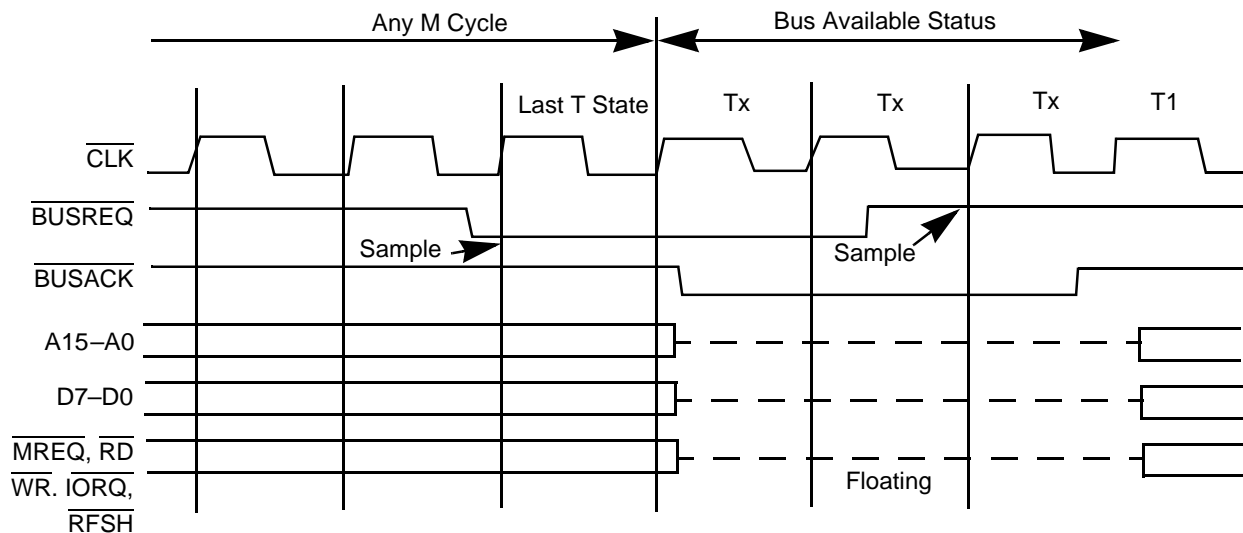 Any M Cycle
Bus Available Status
Last T State
Tx
Tx
Tx
T1
CLK
BUSREQ
Sample
Sample
BUSACK
A15–A0
D7–D0
MREQ, RD
WR. IORQ,
RFSH
Floating